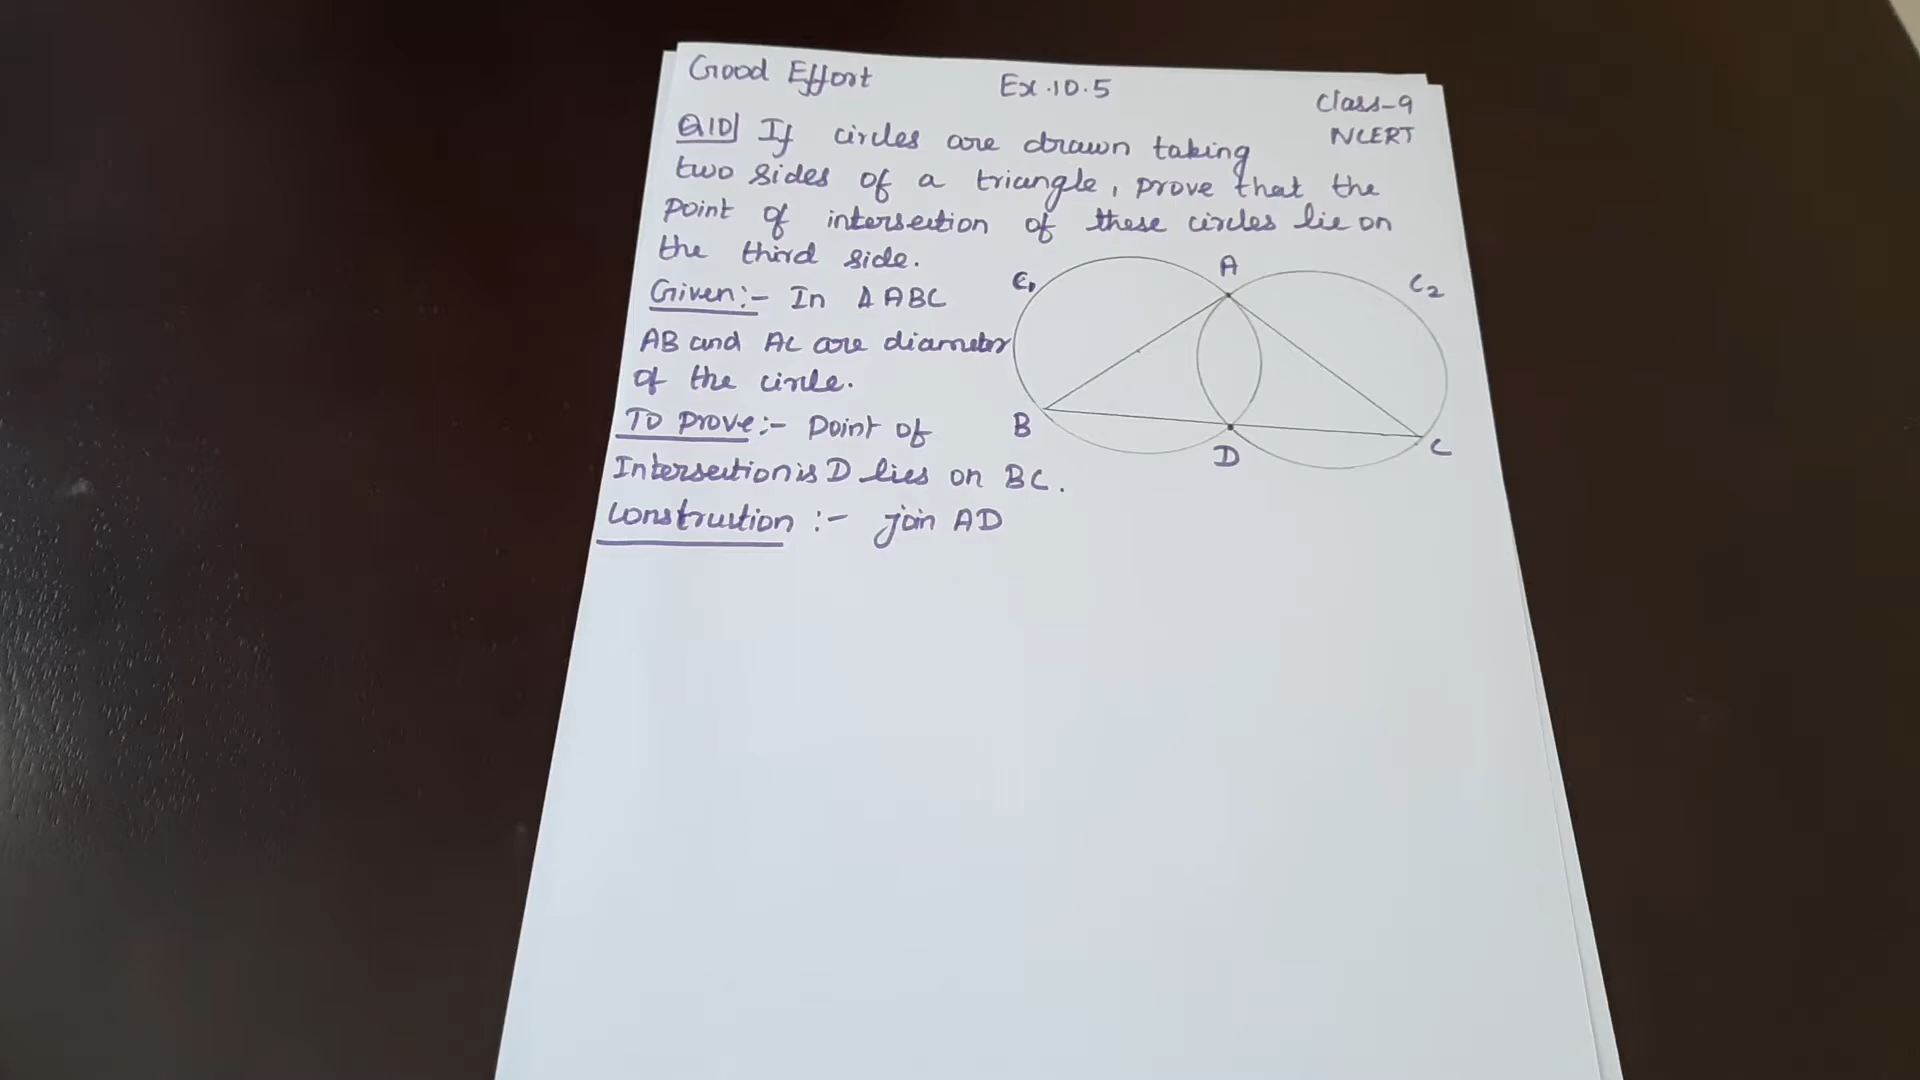 Good Effort
Ex.10.5
Class-9
NCERT
Q10 If circles are drawn taking
two sides of a triangle, prove that the
point of intersection of these circles lie on
the third side.
Given:- In Δ ABC
AB and AC are diameter
of the circle.
To prove:- Point of
Intersection is D lies on BC.
Construction :- join AD
C1
A
C2
B
D
C